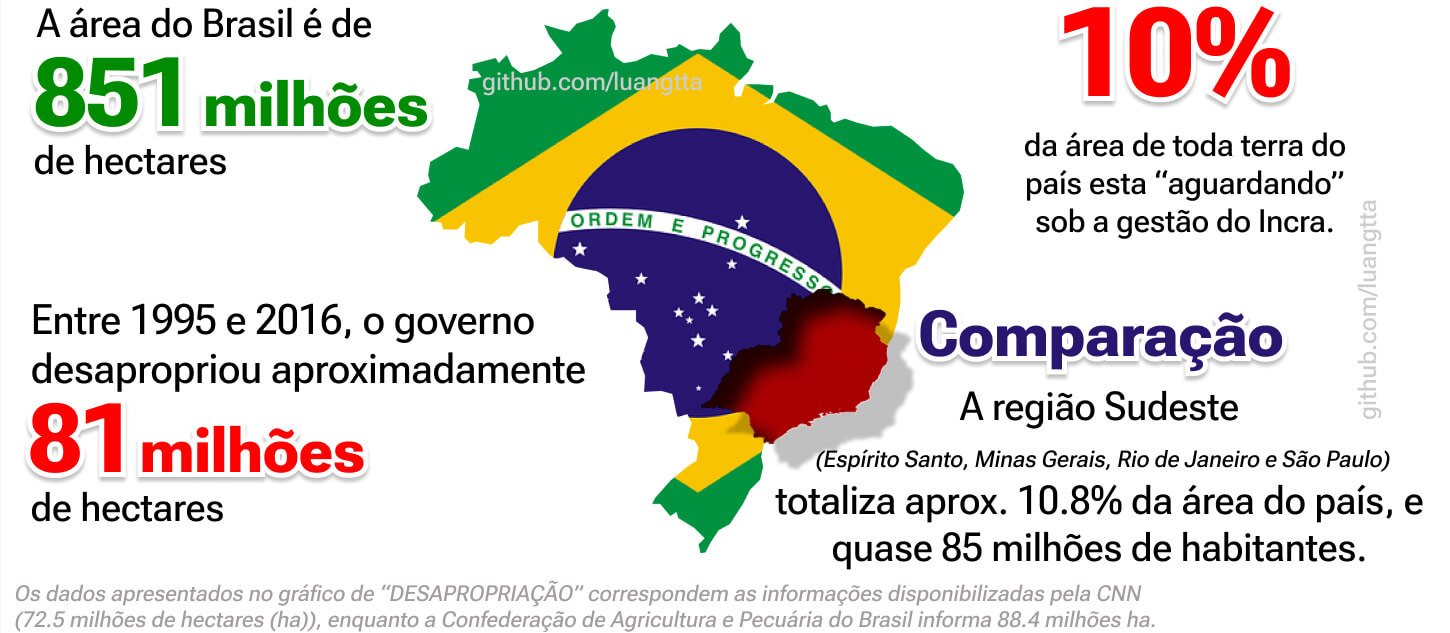 A área do Brasil é de
851 milhões
de hectares
github.com/luangtta
10%
da área de toda terra do
país esta “aguardando”
sob a gestão do Incra.
github.com/luangtta
ORDEM E PROGRESSO
Entre 1995 e 2016, o governo
desapropriou aproximadamente
81 milhões
de hectares
Comparação
A região Sudeste
(Espírito Santo, Minas Gerais, Rio de Janeiro e São Paulo)
totaliza aprox. 10.8% da área do país, e
quase 85 milhões de habitantes.
Os dados apresentados no gráfico de “DESAPROPRIAÇÃO” correspondem as informações disponibilizadas pela CNN
(72.5 milhões de hectares (ha)), enquanto a Confederação de Agricultura e Pecuária do Brasil informa 88.4 milhões ha.